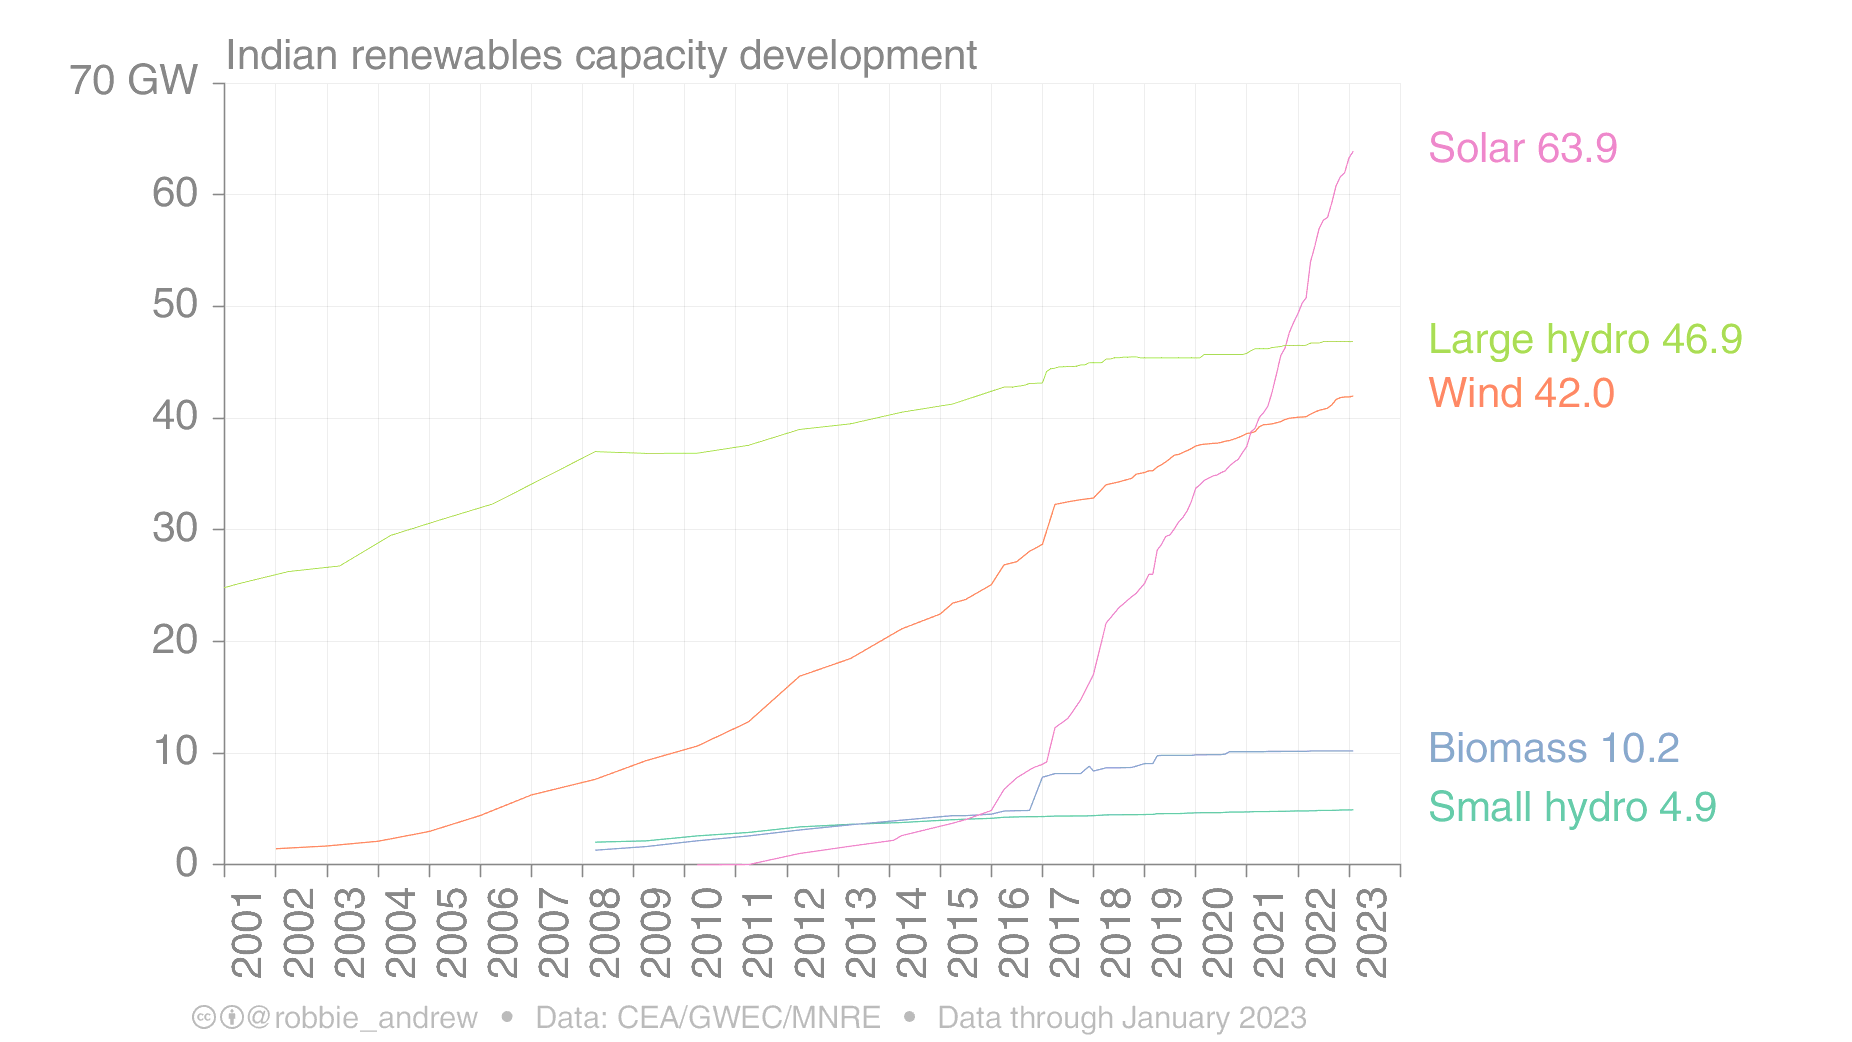 Indian renewables capacity development
70 GW
60
50
40
30
20
10
0
Solar 63.9
Large hydro 46.9
Wind 42.0
Biomass 10.2
Small hydro 4.9
2001 2002 2003 2004 2005 2006 2007 2008 2009 2010 2011 2012 2013 2014 2015 2016 2017 2018 2019 2020 2021 2022 2023
cc @robbie_andrew • Data: CEA/GWEC/MNRE • Data through January 2023